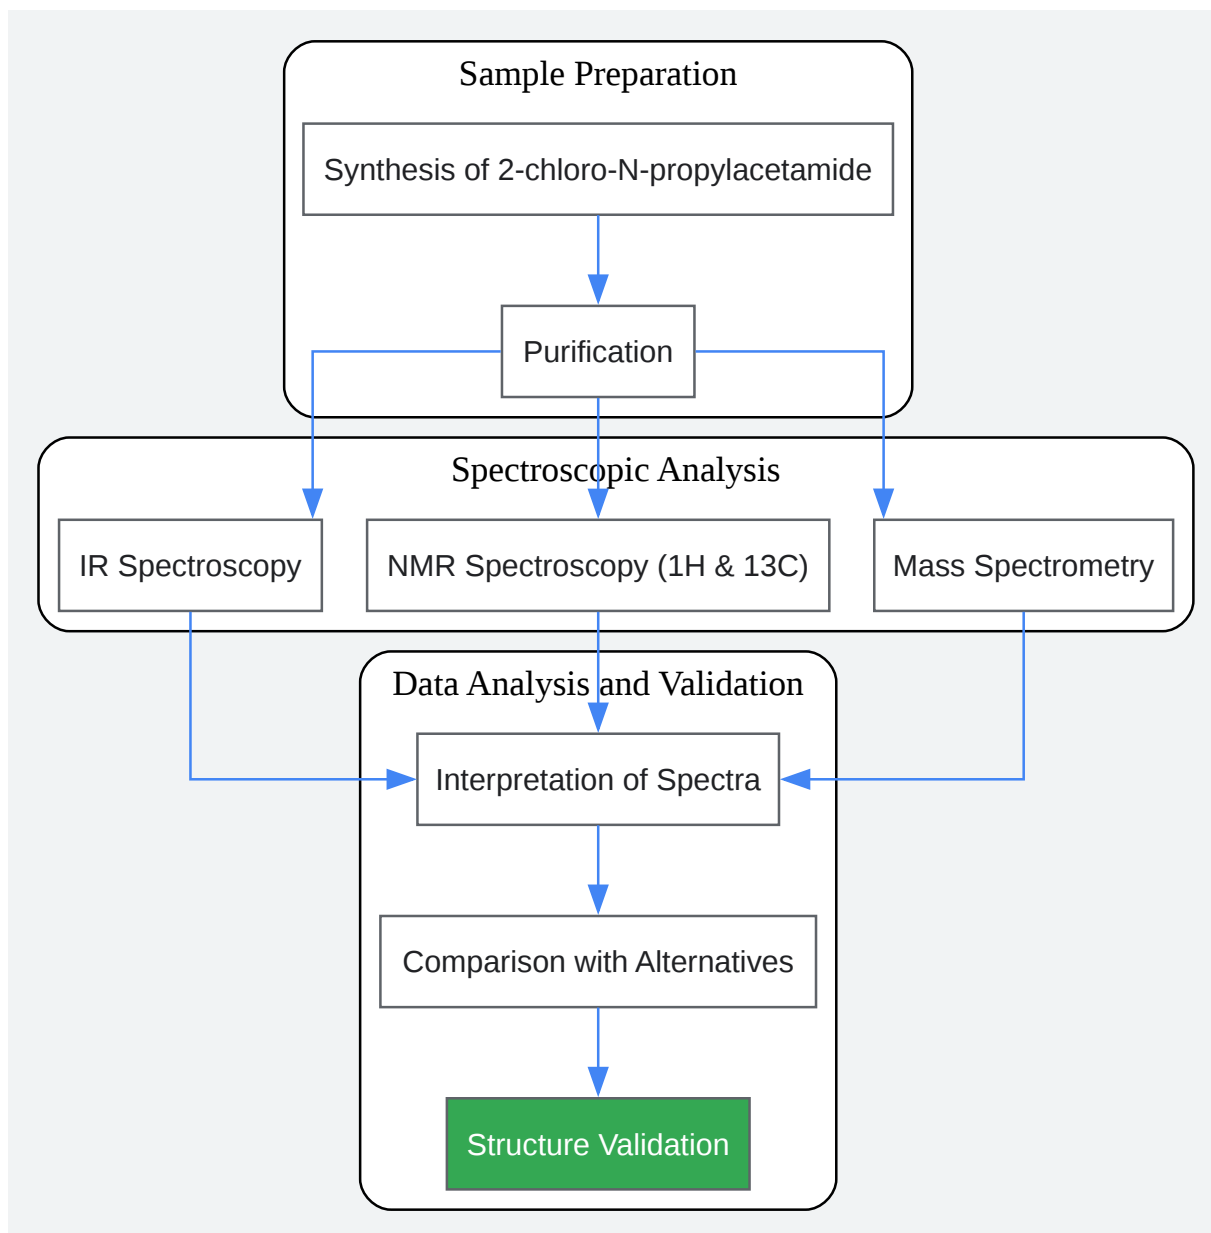 Sample Preparation
Synthesis of 2-chloro-N-propylacetamide
Purification
Spectroscopic Analysis
IR Spectroscopy
NMR Spectroscopy (1H & 13C)
Mass Spectrometry
Data Analysis and Validation
Interpretation of Spectra
Comparison with Alternatives
Structure Validation